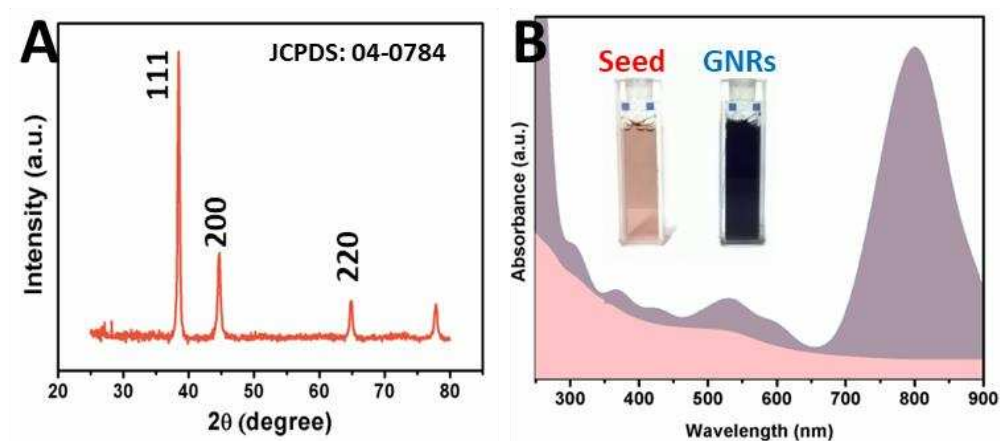 A
JCPDS: 04-0784
111
200
220
Intensity (a.u.)
20 30 40 50 60 70 80
2θ (degree)
B
Seed GNRs
Absorbance (a.u.)
300 400 500 600 700 800 900
Wavelength (nm)